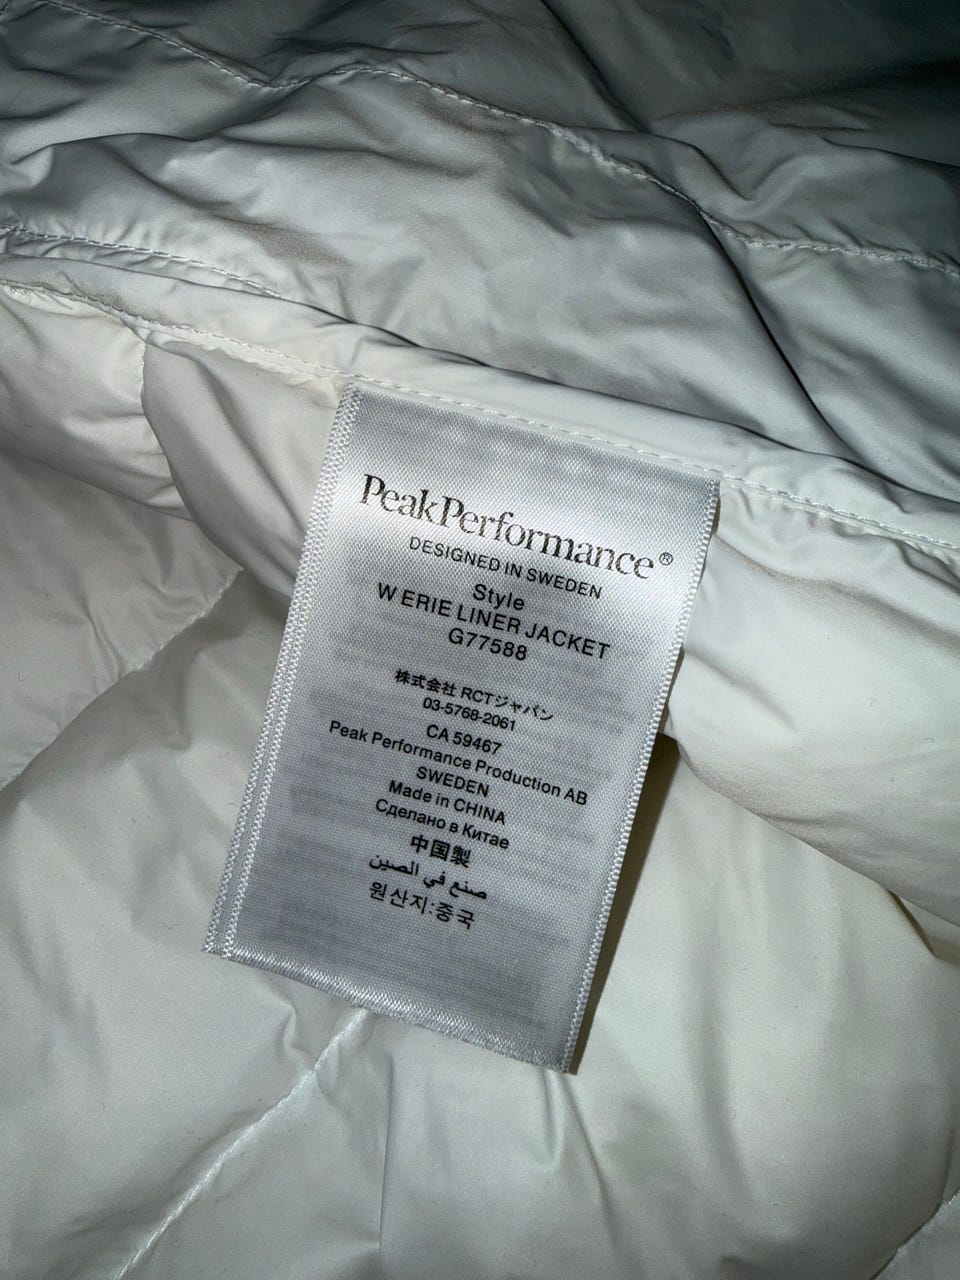 PeakPerformance®
DESIGNED IN SWEDEN
Style
W ERIE LINER JACKET
G77588
株式会社 RCTジャパン
03-5768-2061
CA 59467
Peak Performance Production AB
SWEDEN
Made in CHINA
Сделано в Китае
中国製
صنع في الصين
원산지:중국